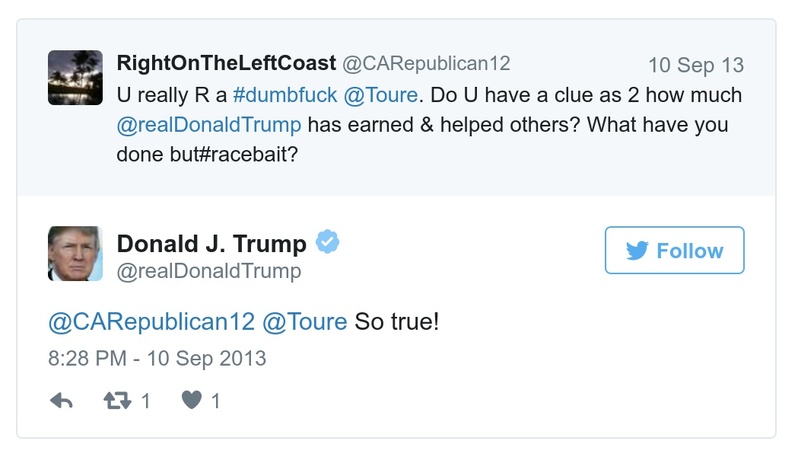 RightOnTheLeftCoast @CARepublican12 10 Sep 13
U really R a #dumbfuck @Toure. Do U have a clue as 2 how much
@realDonaldTrump has earned & helped others? What have you
done but#racebait?
Donald J. Trump
Follow
@realDonaldTrump
@CARepublican12 @Toure So true!
8:28 PM - 10 Sep 2013
1 1